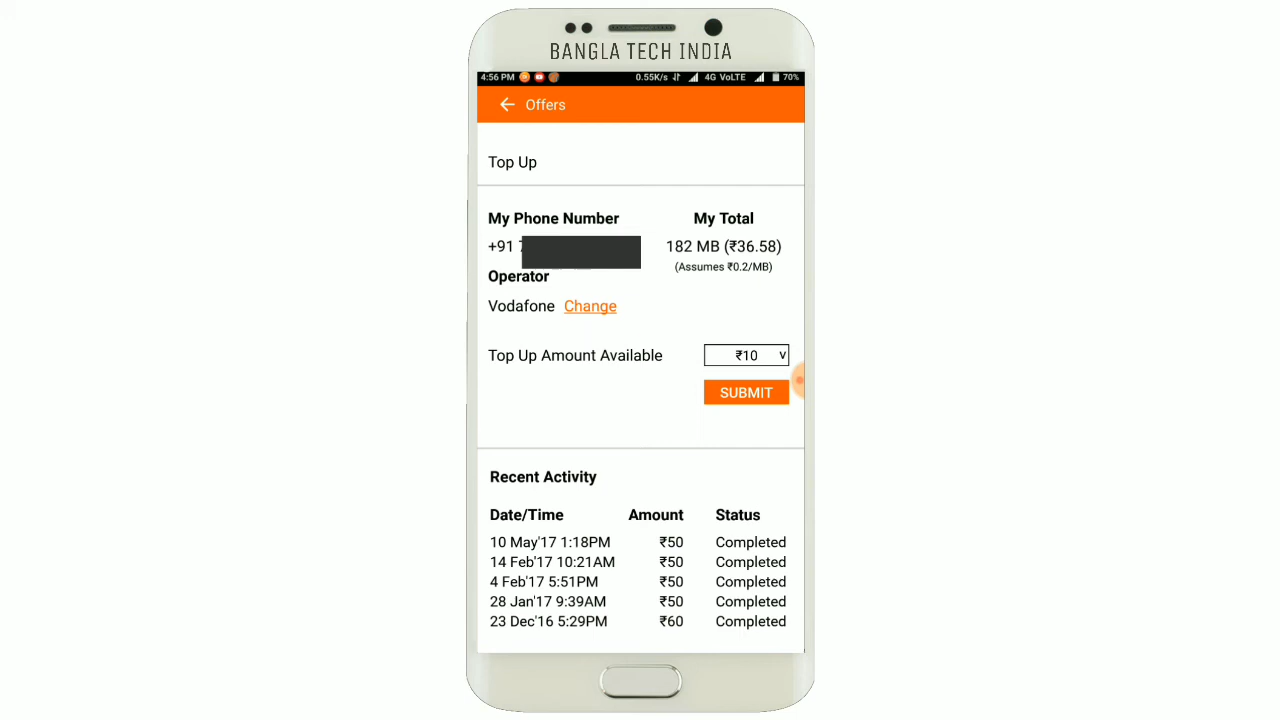 BANGLA TECH INDIA
4:56 PM 0.55K/s 4G VoLTE 70%
Offers
Top Up
My Phone Number My Total
+91 182 MB (₹36.58)
(Assumes ₹0.2/MB)
Operator
Vodafone Change
Top Up Amount Available ₹10 v
SUBMIT
Recent Activity
Date/Time Amount Status
10 May'17 1:18PM ₹50 Completed
14 Feb'17 10:21AM ₹50 Completed
4 Feb'17 5:51PM ₹50 Completed
28 Jan'17 9:39AM ₹50 Completed
23 Dec'16 5:29PM ₹60 Completed